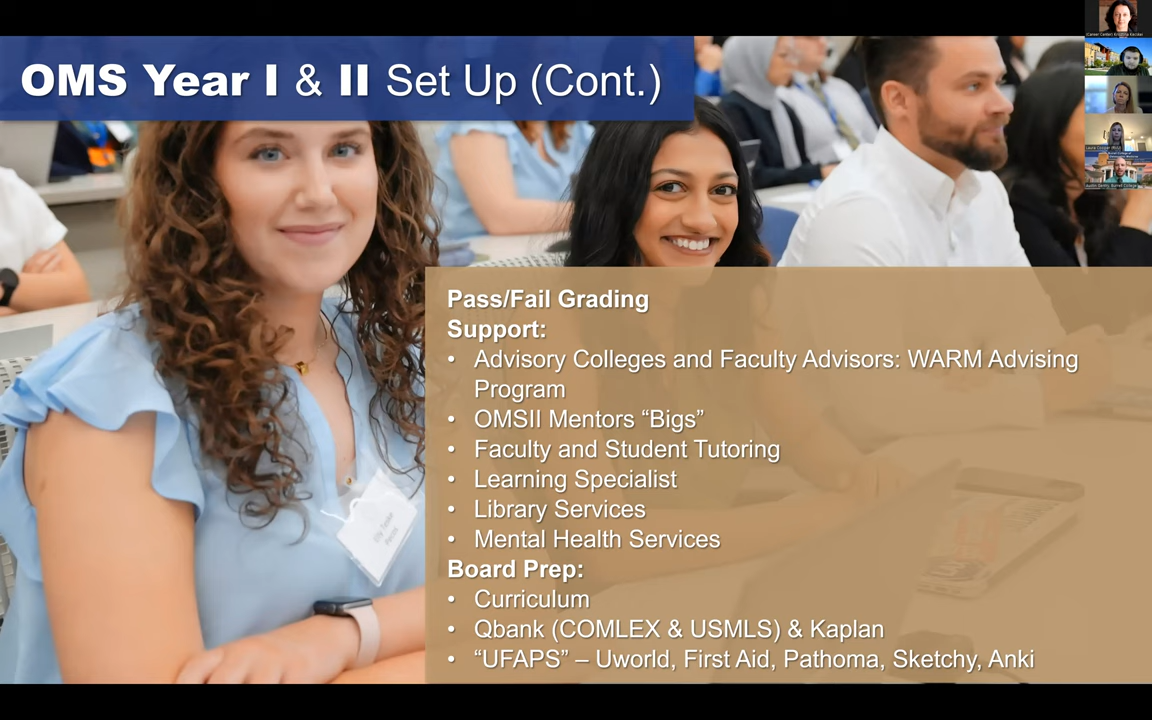 OMS Year I & II Set Up (Cont.)
Pass/Fail Grading
Support:
• Advisory Colleges and Faculty Advisors: WARM Advising
Program
• OMSII Mentors “Bigs”
• Faculty and Student Tutoring
• Learning Specialist
• Library Services
• Mental Health Services
Board Prep:
• Curriculum
• Qbank (COMLEX & USMLS) & Kaplan
• “UFAPS” – Uworld, First Aid, Pathoma, Sketchy, Anki